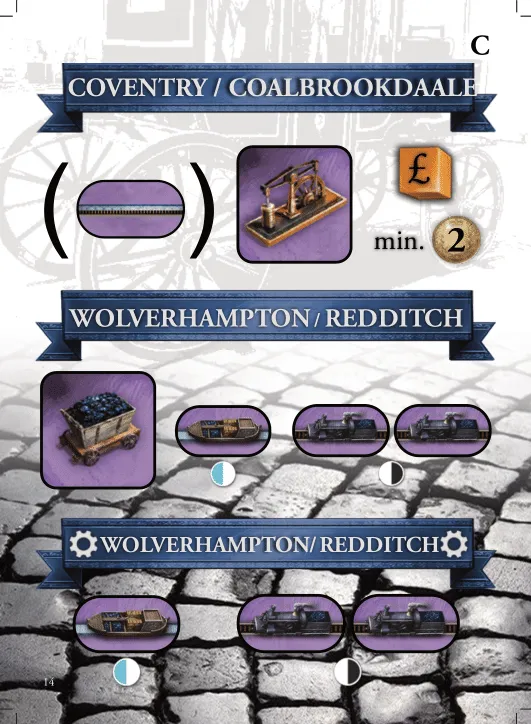 C
COVENTRY / COALBROOKDAALE
£
min. 2
WOLVERHAMPTON / REDDITCH
WOLVERHAMPTON/ REDDITCH
14